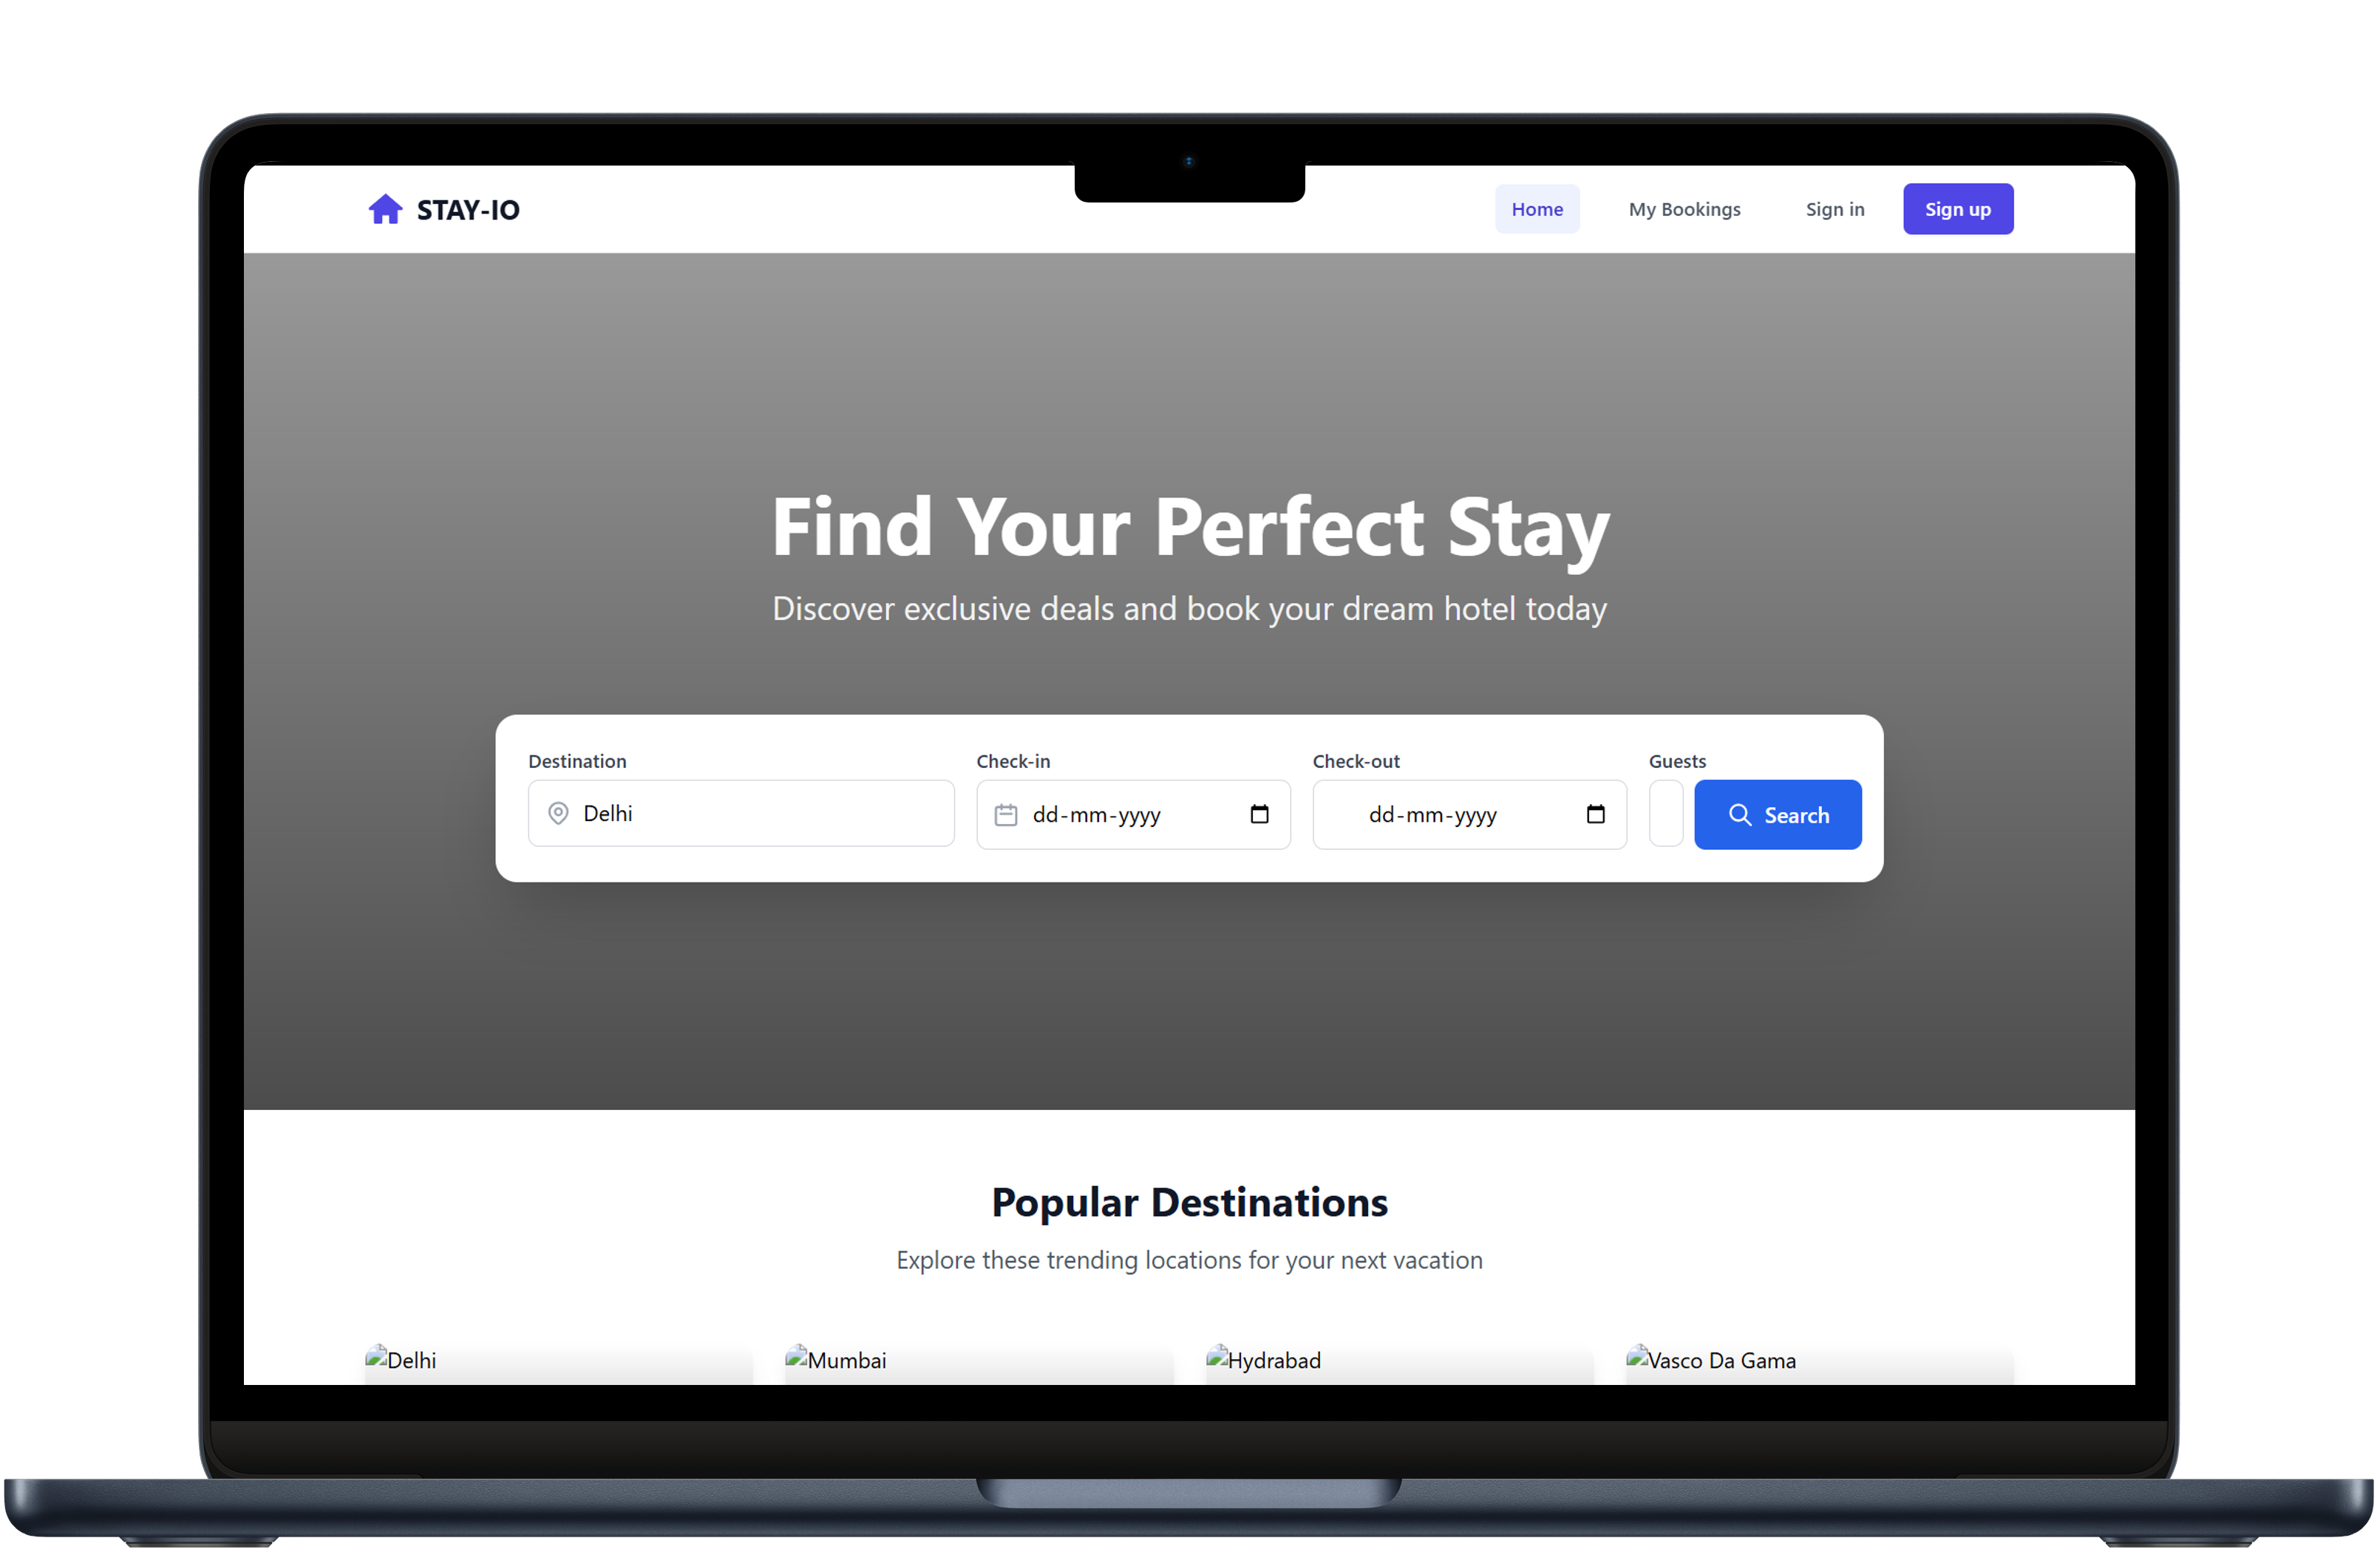 STAY-IO
Home My Bookings Sign in Sign up
Find Your Perfect Stay
Discover exclusive deals and book your dream hotel today
Destination Check-in Check-out Guests
Delhi dd-mm-yyyy dd-mm-yyyy Search
Popular Destinations
Explore these trending locations for your next vacation
Delhi Mumbai Hydrabad Vasco Da Gama